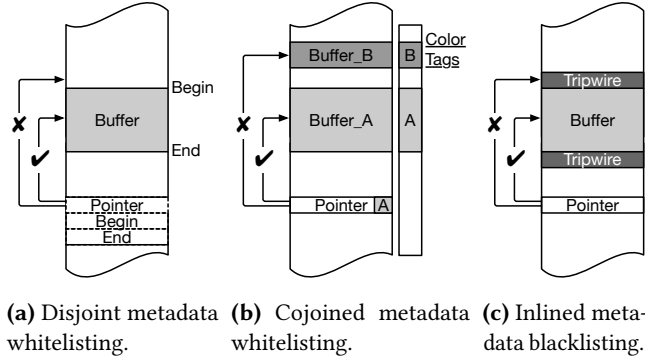 Begin
Buffer
End
Pointer
Begin
End
Color
Tags
Buffer_B
B
Buffer_A
A
Pointer
A
Tripwire
Buffer
Tripwire
Pointer
(a) Disjoint metadata
whitelisting.
(b) Cojoined metadata
whitelisting.
(c) Inlined meta-
data blacklisting.